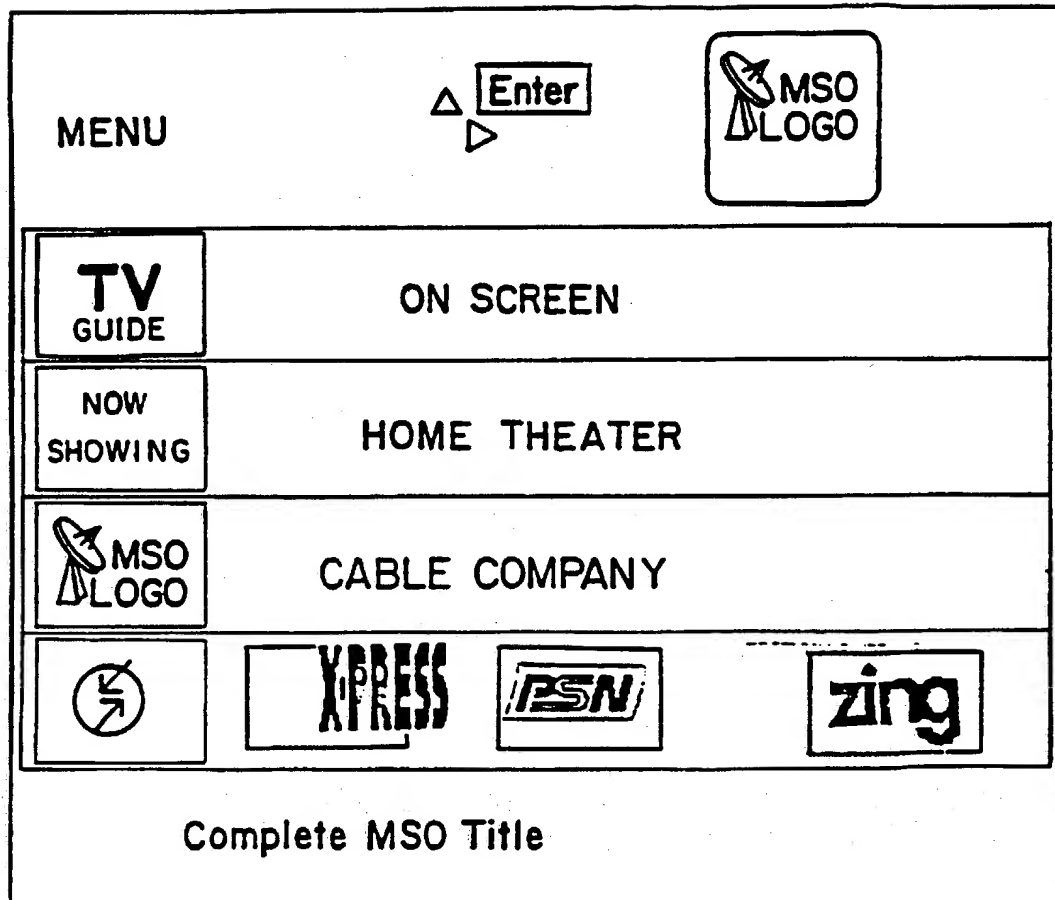 MENU
Enter
MSO
LOGO
TV
GUIDE
ON SCREEN
NOW
SHOWING
HOME THEATER
MSO
LOGO
CABLE COMPANY
X·PRESS
PSN
zing
Complete MSO Title